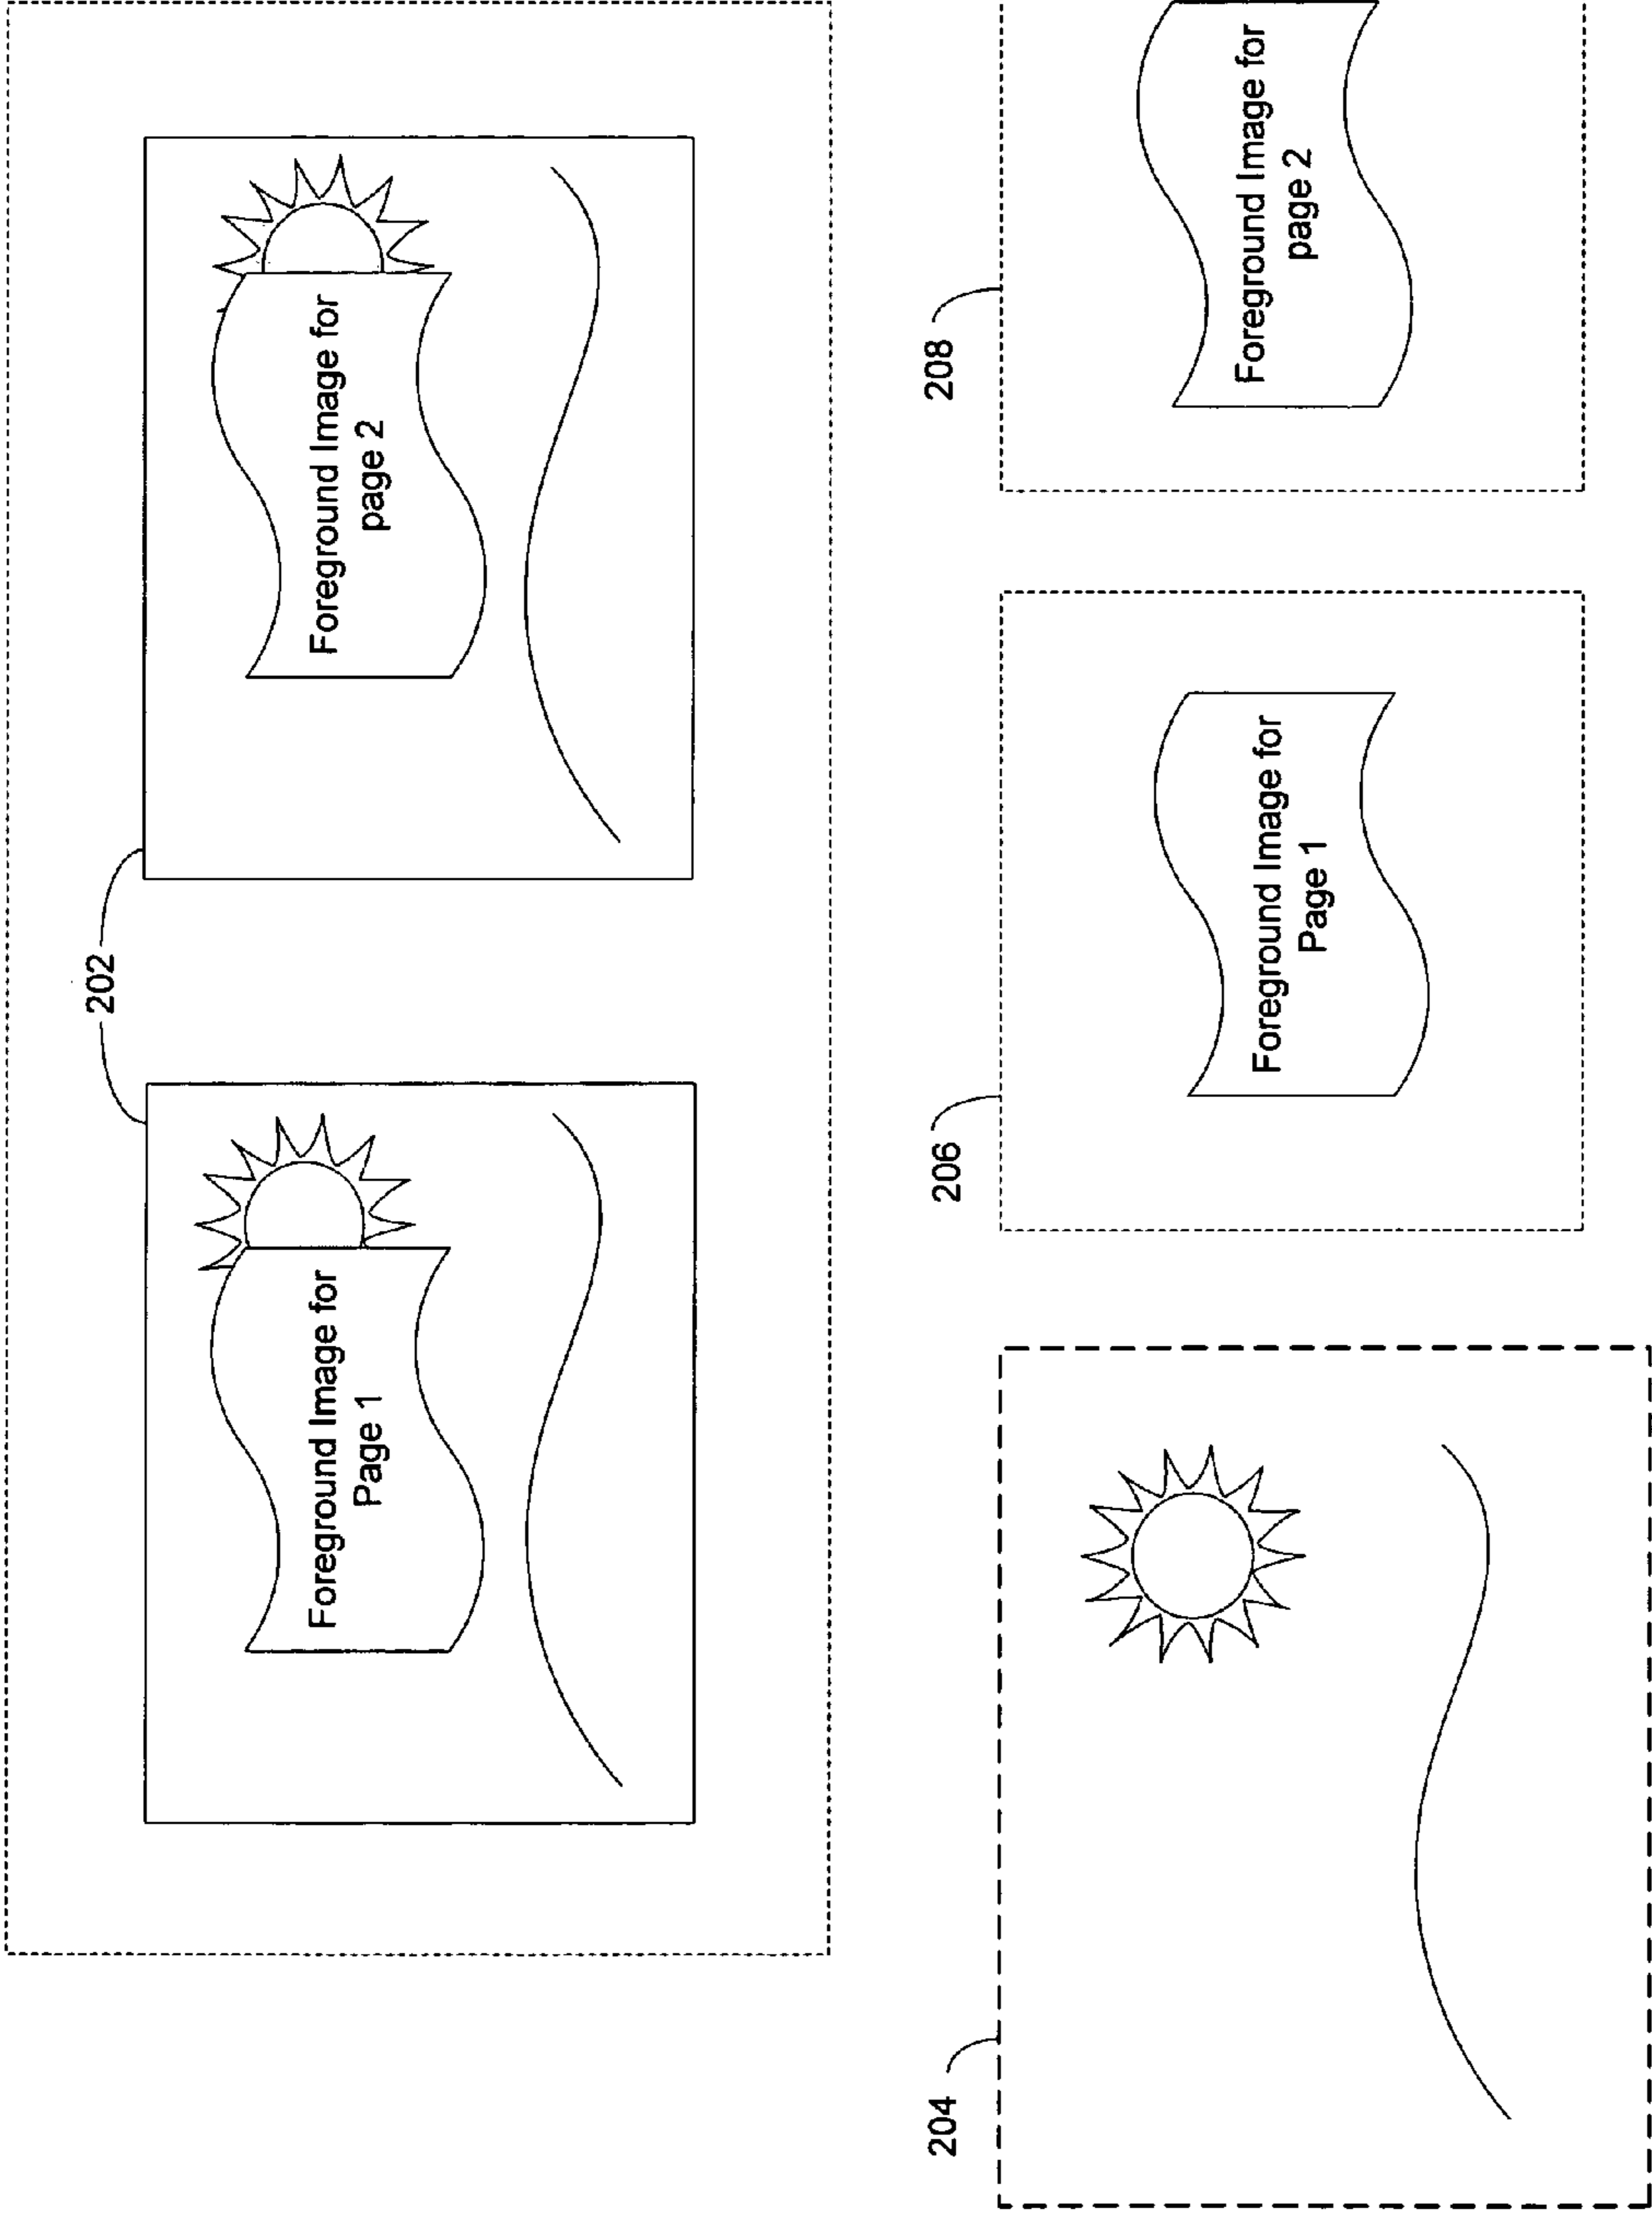 202
Foreground Image for
Page 1
Foreground Image for
page 2
204
206
208
Foreground Image for
Page 1
Foreground Image for
page 2